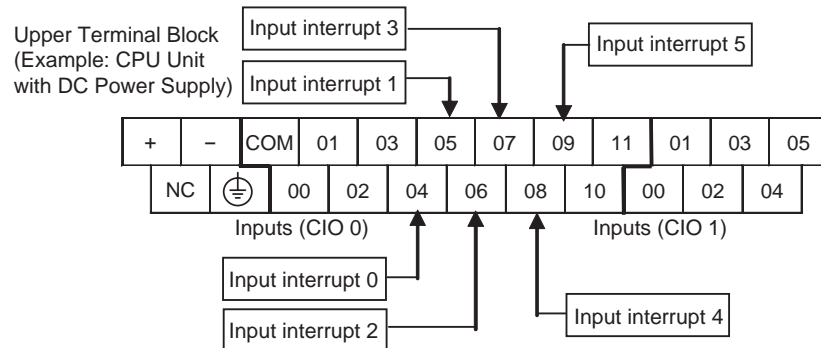 Upper Terminal Block
(Example: CPU Unit
with DC Power Supply)
Input interrupt 3
Input interrupt 5
Input interrupt 1
+ − COM 01 03 05 07 09 11 01 03 05
NC 00 02 04 06 08 10 00 02 04
Inputs (CIO 0) Inputs (CIO 1)
Input interrupt 0
Input interrupt 2
Input interrupt 4